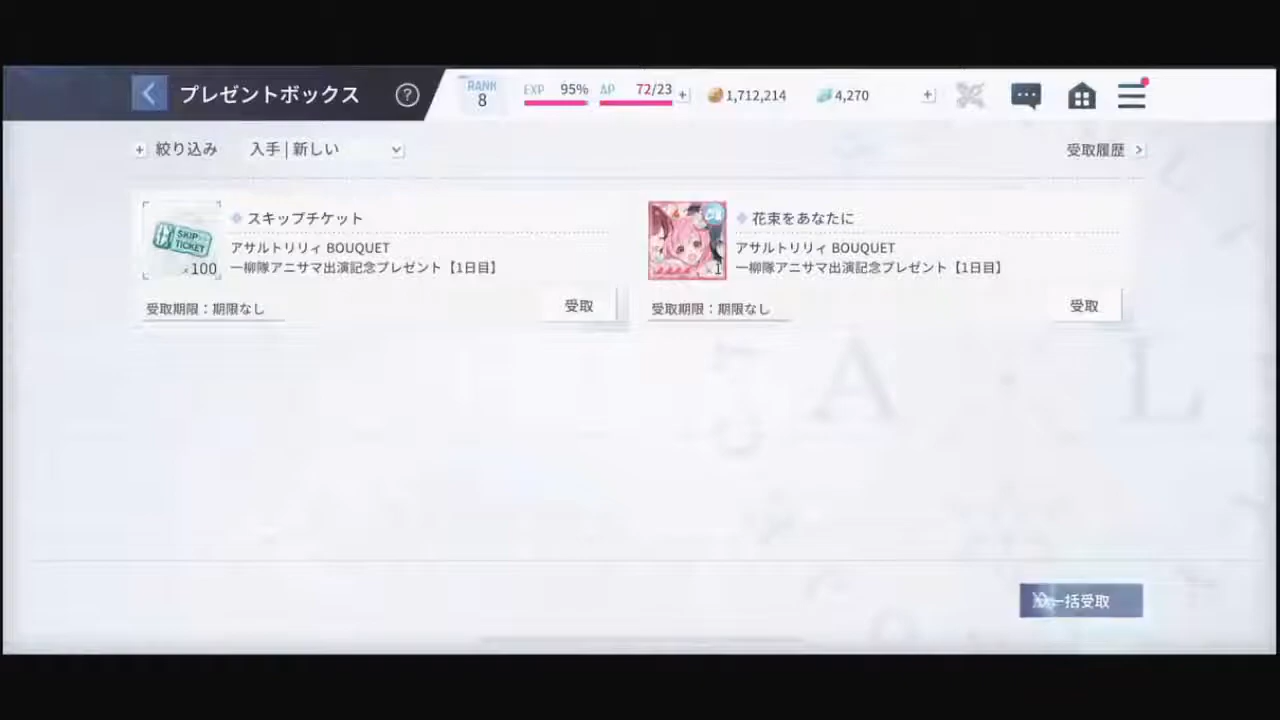 プレゼントボックス
?
RANK
8
EXP 95%
AP 72/23
+
1,712,214
4,270
+
+ 絞り込み
入手 | 新しい
受取履歴
スキップチケット
SKIP
TICKET
×100
アサルトリリィ BOUQUET
一柳隊アニサマ出演記念プレゼント【1日目】
受取期限：期限なし
受取
花束をあなたに
×1
アサルトリリィ BOUQUET
一柳隊アニサマ出演記念プレゼント【1日目】
受取期限：期限なし
受取
A L
一括受取